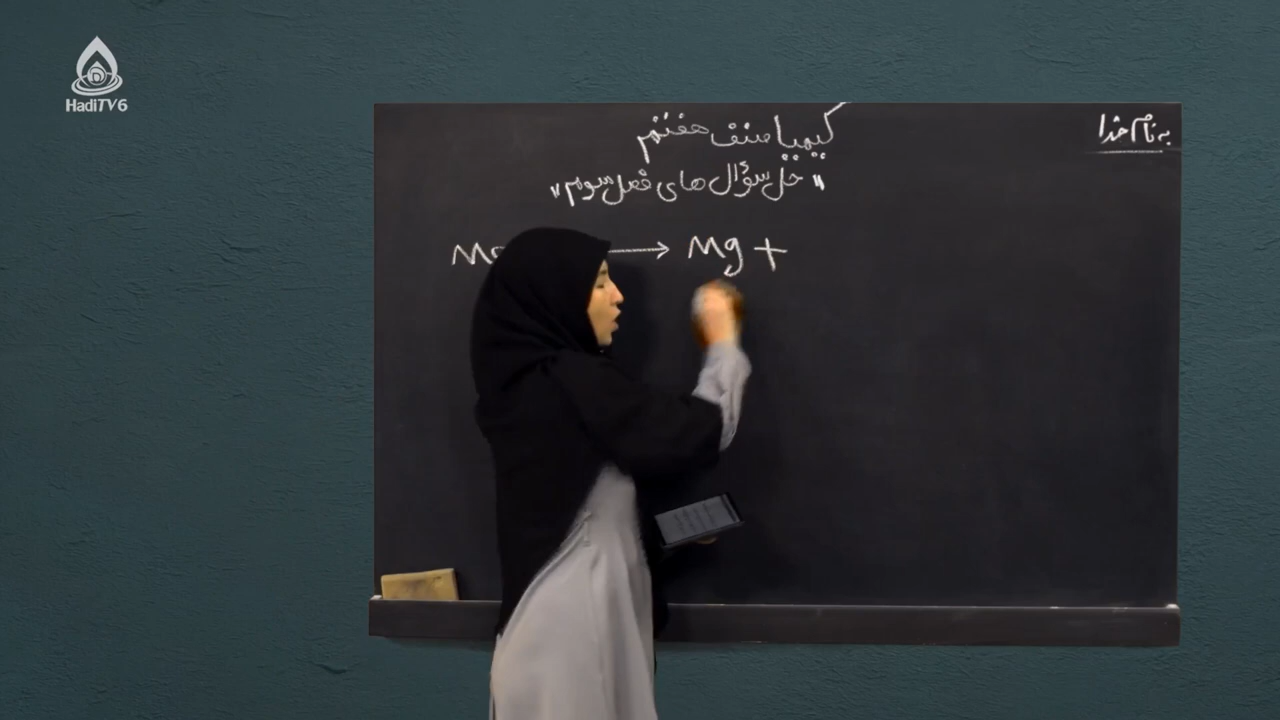 HadiTV6
به نام خدا
کیمیا صنف هفتم
"حل سؤال های فصل سوم"
→ Mg +